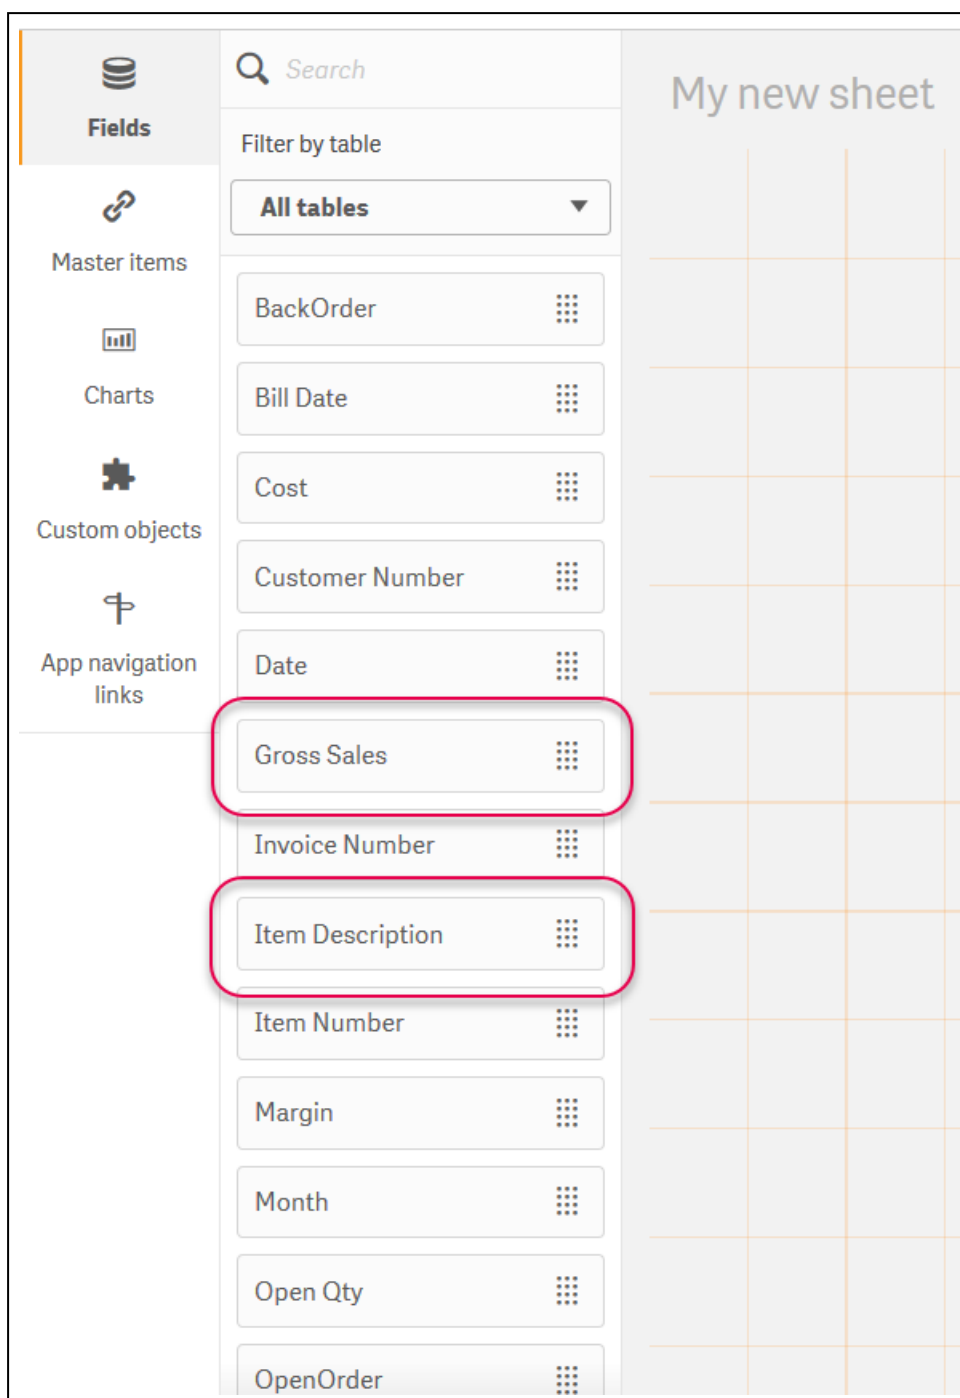 Fields
Master items
Charts
Custom objects
App navigation
links
Search
Filter by table
All tables
BackOrder
Bill Date
Cost
Customer Number
Date
Gross Sales
Invoice Number
Item Description
Item Number
Margin
Month
Open Qty
OpenOrder
My new sheet